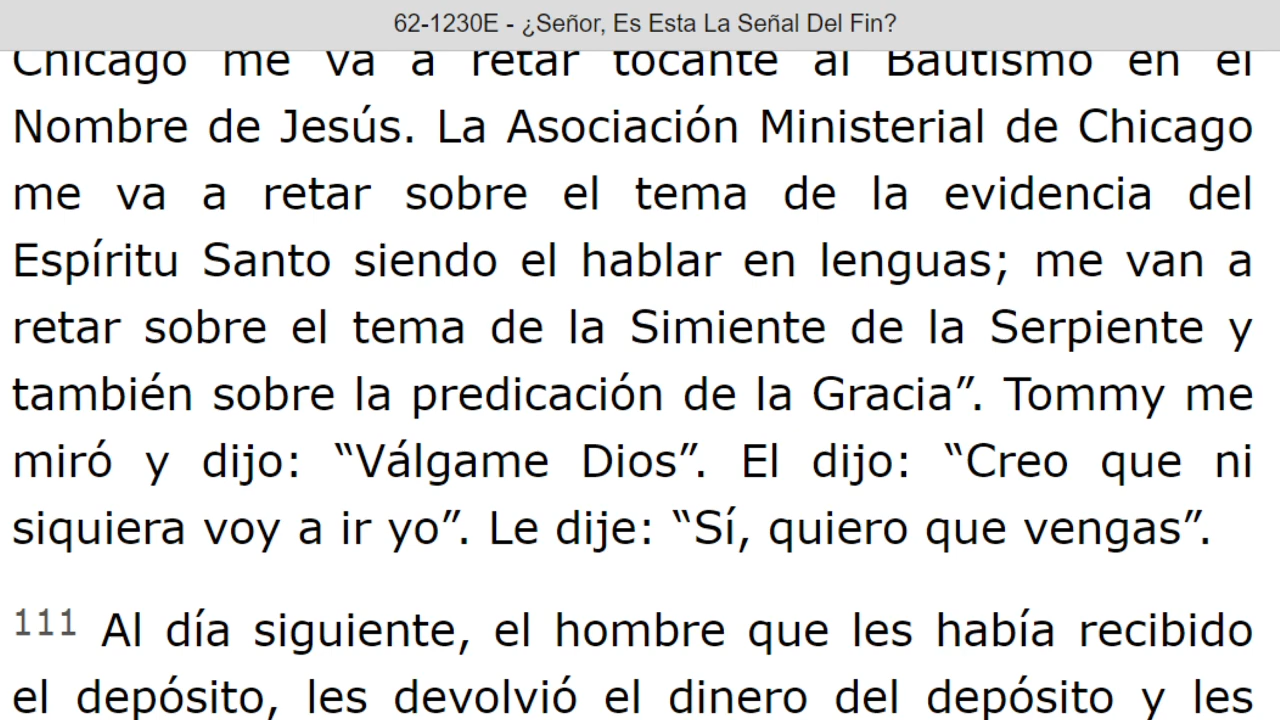 62-1230E - ¿Señor, Es Esta La Señal Del Fin?
Chicago me va a retar tocante al Bautismo en el
Nombre de Jesús. La Asociación Ministerial de Chicago
me va a retar sobre el tema de la evidencia del
Espíritu Santo siendo el hablar en lenguas; me van a
retar sobre el tema de la Simiente de la Serpiente y
también sobre la predicación de la Gracia”. Tommy me
miró y dijo: “Válgame Dios”. El dijo: “Creo que ni
siquiera voy a ir yo”. Le dije: “Sí, quiero que vengas”.
111 Al día siguiente, el hombre que les había recibido
el depósito, les devolvió el dinero del depósito y les